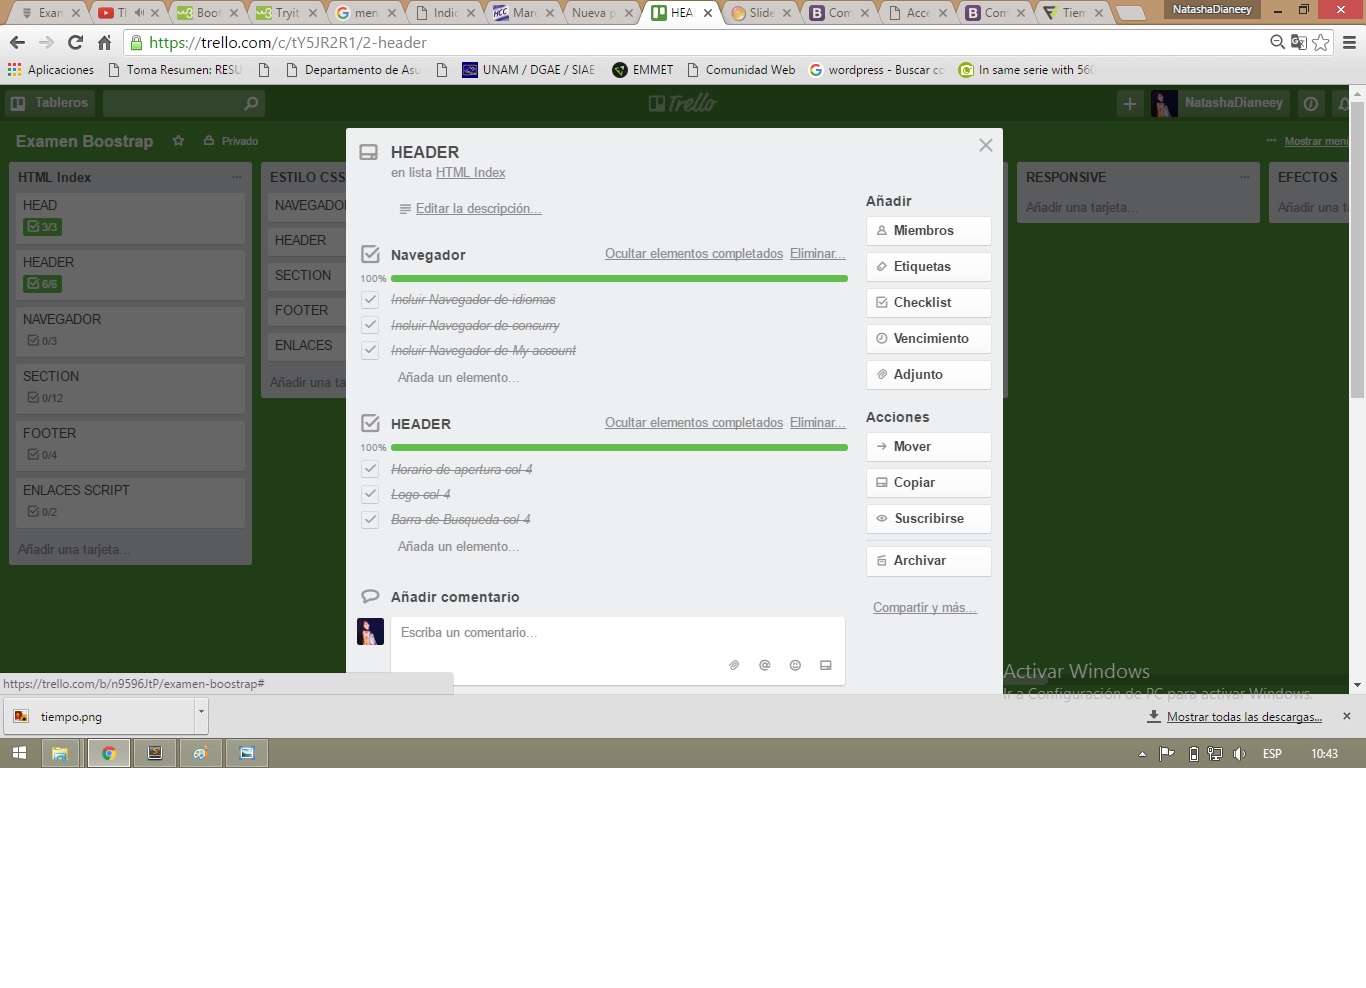 Exam
Th
Boot
Tryit
men
Indic
Marc
Nueva p
HEA
Slide
Com
Acce
Com
Tiem
NatashaDianeey
https://trello.com/c/tY5JR2R1/2-header
Aplicaciones
Toma Resumen: RESU
Departamento de Asu
UNAM / DGAE / SIAE
EMMET
Comunidad Web
wordpress - Buscar co
In same serie with 560
Tableros
Trello
NatashaDianeey
Examen Boostrap
Privado
Mostrar menú
HTML Index
HEAD
3/3
HEADER
6/6
NAVEGADOR
0/3
SECTION
0/12
FOOTER
0/4
ENLACES SCRIPT
0/2
Añadir una tarjeta...
ESTILO CSS
NAVEGADOR
HEADER
SECTION
FOOTER
ENLACES
Añadir una ta
HEADER
en lista HTML Index
Editar la descripción...
Navegador
Ocultar elementos completados Eliminar...
100%
Incluir Navegador de idiomas
Incluir Navegador de concurry
Incluir Navegador de My account
Añada un elemento...
HEADER
Ocultar elementos completados Eliminar...
100%
Horario de apertura col 4
Logo col 4
Barra de Busqueda col 4
Añada un elemento...
Añadir comentario
Escriba un comentario...
Añadir
Miembros
Etiquetas
Checklist
Vencimiento
Adjunto
Acciones
Mover
Copiar
Suscribirse
Archivar
Compartir y más...
RESPONSIVE
Añadir una tarjeta...
EFECTOS
Añadir una t
Activar Windows
Ir a Configuración de PC para activar Windows.
https://trello.com/b/n9596JtP/examen-boostrap#
tiempo.png
Mostrar todas las descargas...
ESP
10:43